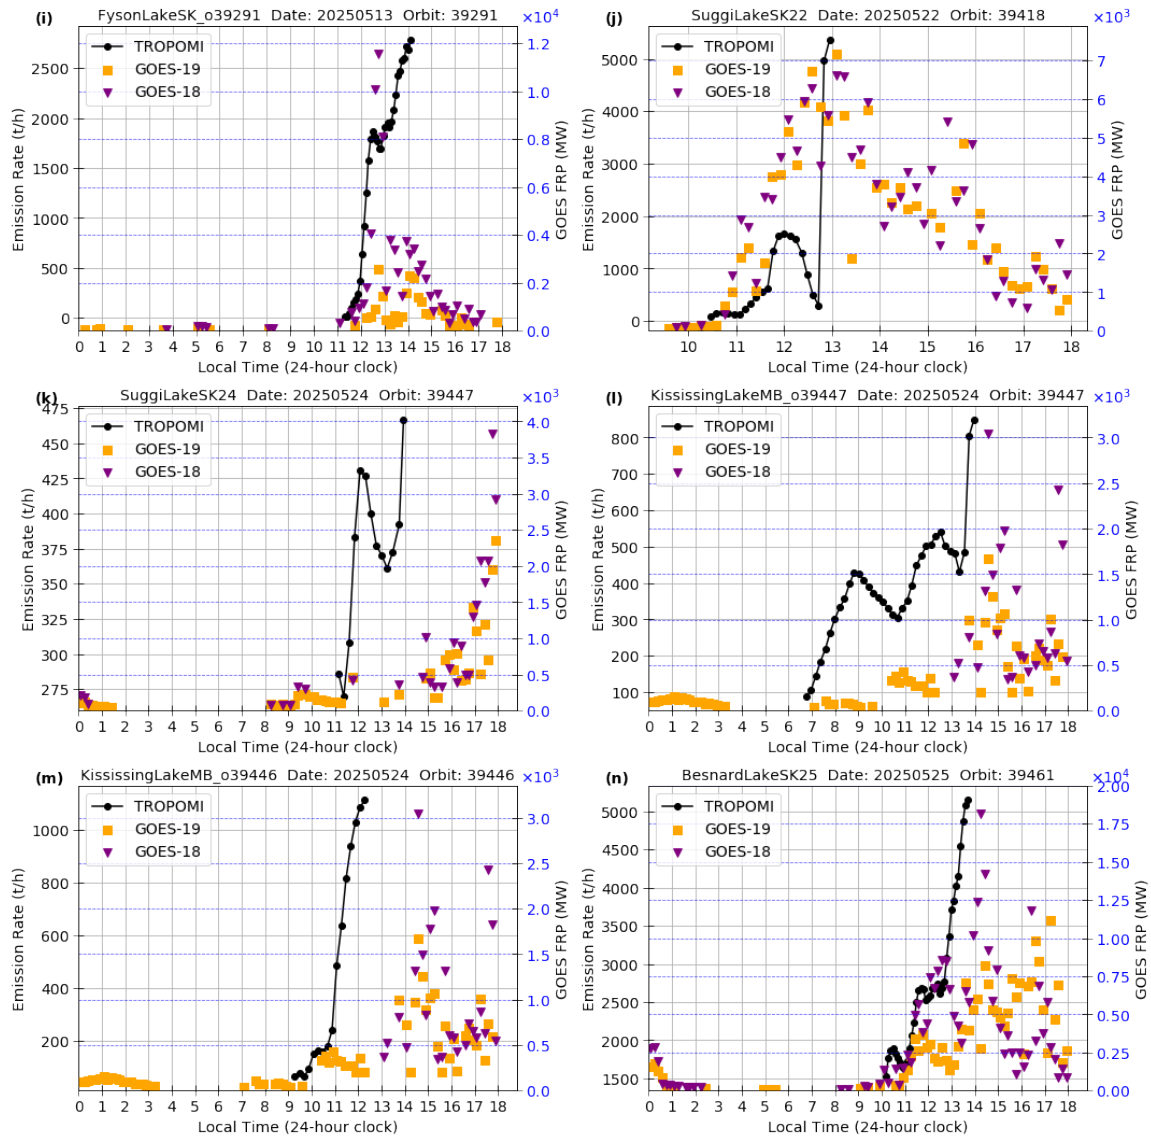 (i) FysonLakeSK_o39291 Date: 20250513 Orbit: 39291 ×10⁴
TROPOMI
GOES-19
GOES-18
Emission Rate (t/h)
2500
2000
1500
1000
500
0
GOES FRP (MW)
1.2
1.0
0.8
0.6
0.4
0.2
0.0
0 1 2 3 4 5 6 7 8 9 10 11 12 13 14 15 16 17 18
Local Time (24-hour clock)
(j) SuggiLakeSK22 Date: 20250522 Orbit: 39418 ×10³
TROPOMI
GOES-19
GOES-18
Emission Rate (t/h)
5000
4000
3000
2000
1000
0
GOES FRP (MW)
7
6
5
4
3
2
1
0
10 11 12 13 14 15 16 17 18
Local Time (24-hour clock)
(k) SuggiLakeSK24 Date: 20250524 Orbit: 39447 ×10³
TROPOMI
GOES-19
GOES-18
Emission Rate (t/h)
475
450
425
400
375
350
325
300
275
GOES FRP (MW)
4.0
3.5
3.0
2.5
2.0
1.5
1.0
0.5
0.0
0 1 2 3 4 5 6 7 8 9 10 11 12 13 14 15 16 17 18
Local Time (24-hour clock)
(l) KississingLakeMB_o39447 Date: 20250524 Orbit: 39447 ×10³
TROPOMI
GOES-19
GOES-18
Emission Rate (t/h)
800
700
600
500
400
300
200
100
GOES FRP (MW)
3.0
2.5
2.0
1.5
1.0
0.5
0.0
0 1 2 3 4 5 6 7 8 9 10 11 12 13 14 15 16 17 18
Local Time (24-hour clock)
(m) KississingLakeMB_o39446 Date: 20250524 Orbit: 39446 ×10³
TROPOMI
GOES-19
GOES-18
Emission Rate (t/h)
1000
800
600
400
200
GOES FRP (MW)
3.0
2.5
2.0
1.5
1.0
0.5
0.0
0 1 2 3 4 5 6 7 8 9 10 11 12 13 14 15 16 17 18
Local Time (24-hour clock)
(n) BesnardLakeSK25 Date: 20250525 Orbit: 39461 ×10⁴
TROPOMI
GOES-19
GOES-18
Emission Rate (t/h)
5000
4500
4000
3500
3000
2500
2000
1500
GOES FRP (MW)
2.00
1.75
1.50
1.25
1.00
0.75
0.50
0.25
0.00
0 1 2 3 4 5 6 7 8 9 10 11 12 13 14 15 16 17 18
Local Time (24-hour clock)